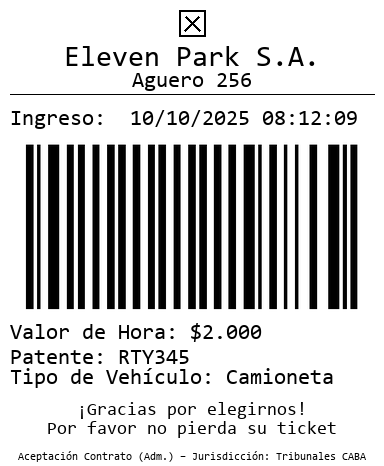 Eleven Park S.A.
Aguero 256
Ingreso: 10/10/2025 08:12:09
Valor de Hora: $2.000
Patente: RTY345
Tipo de Vehículo: Camioneta
¡Gracias por elegirnos!
Por favor no pierda su ticket
Aceptación Contrato (Adm.) – Jurisdicción: Tribunales CABA